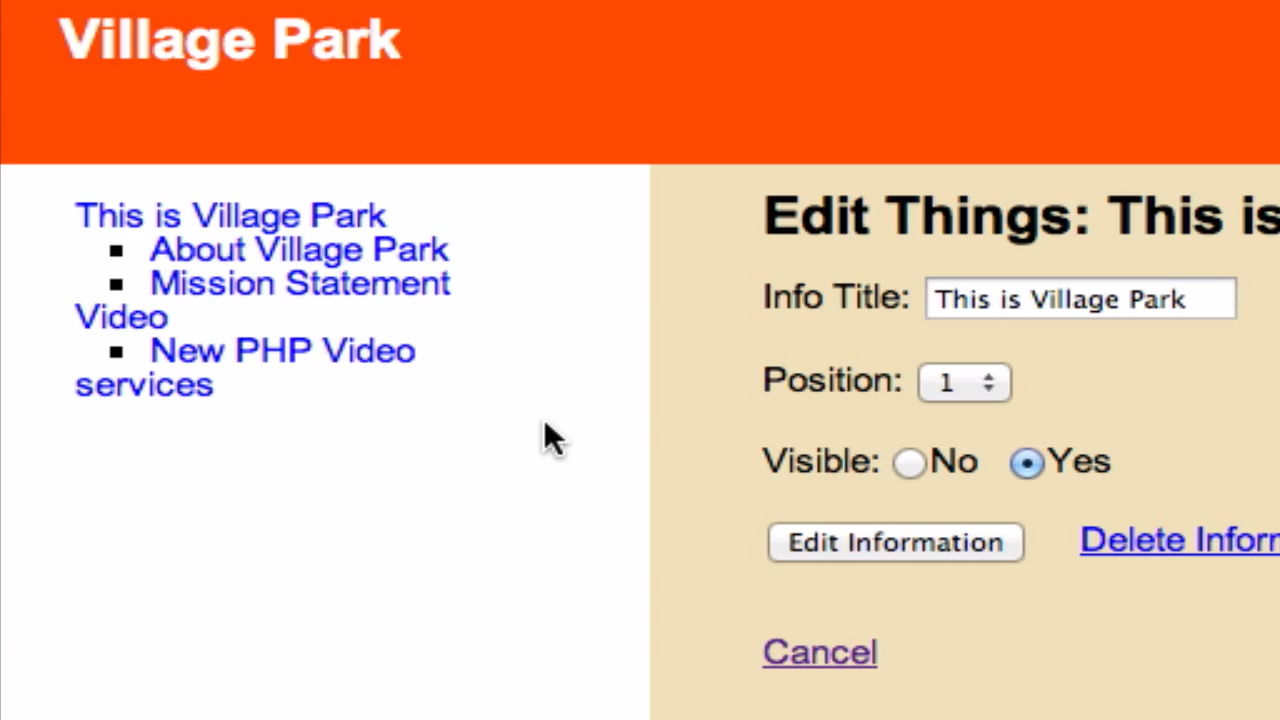 Village Park
This is Village Park
About Village Park
Mission Statement
Video
New PHP Video
services
Edit Things: This is
Info Title: This is Village Park
Position: 1
Visible: No Yes
Edit Information
Delete
Cancel